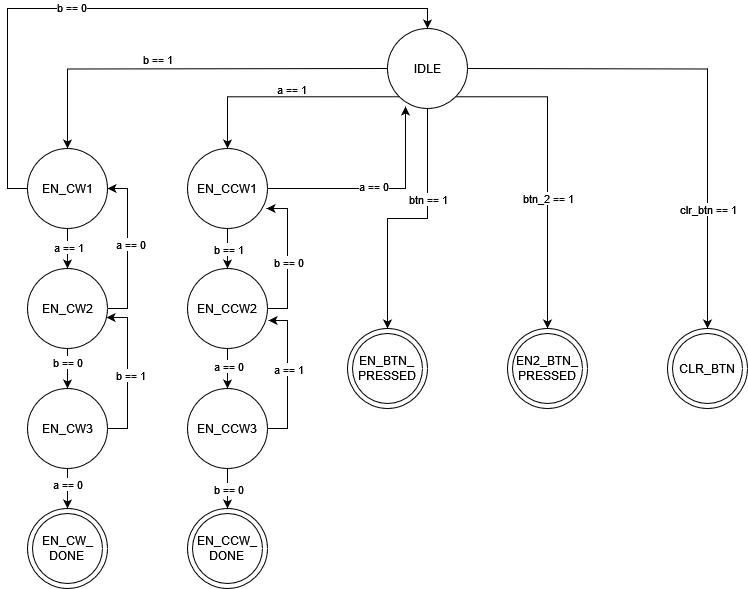 b == 0
IDLE
b == 1
a == 1
EN_CW1
EN_CCW1
a == 0
btn == 1
btn_2 == 1
clr_btn == 1
a == 1
a == 0
b == 1
b == 0
EN_CW2
EN_CCW2
b == 0
b == 1
a == 0
a == 1
EN_BTN_
PRESSED
EN2_BTN_
PRESSED
CLR_BTN
EN_CW3
EN_CCW3
a == 0
b == 0
EN_CW_
DONE
EN_CCW_
DONE